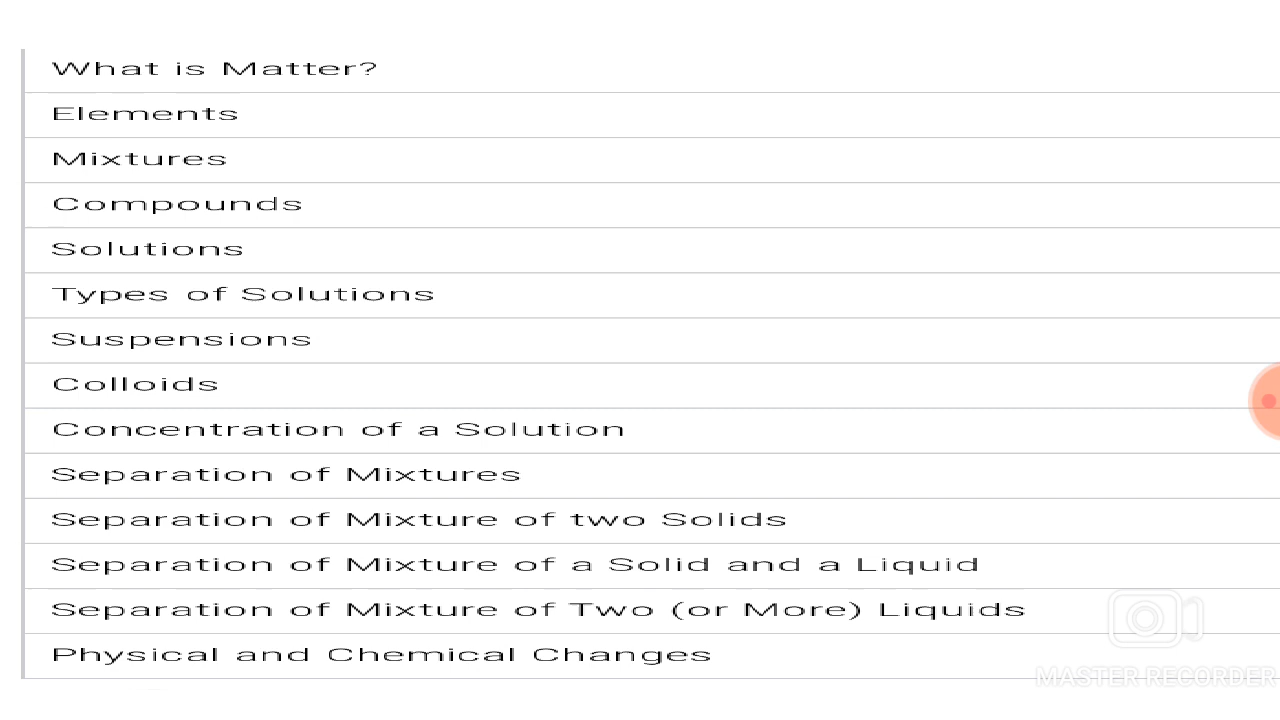 What is Matter?
Elements
Mixtures
Compounds
Solutions
Types of Solutions
Suspensions
Colloids
Concentration of a Solution
Separation of Mixtures
Separation of Mixture of two Solids
Separation of Mixture of a Solid and a Liquid
Separation of Mixture of Two (or More) Liquids
Physical and Chemical Changes
MASTER RECORDER